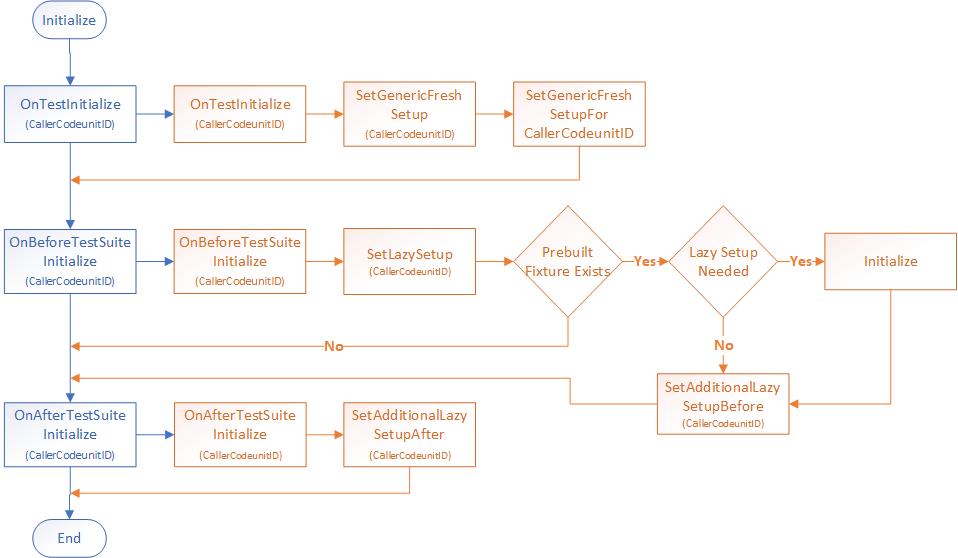 Initialize
OnTestInitialize
(CallerCodeunitID)
OnTestInitialize
(CallerCodeunitID)
SetGenericFresh
Setup
(CallerCodeunitID)
SetGenericFresh
SetupFor
CallerCodeunitID
OnBeforeTestSuite
Initialize
(CallerCodeunitID)
OnBeforeTestSuite
Initialize
(CallerCodeunitID)
SetLazySetup
(CallerCodeunitID)
Prebuilt
Fixture Exists
Yes
Lazy Setup
Needed
Yes
Initialize
No
No
SetAdditionalLazy
SetupBefore
(CallerCodeunitID)
OnAfterTestSuite
Initialize
(CallerCodeunitID)
OnAfterTestSuite
Initialize
(CallerCodeunitID)
SetAdditionalLazy
SetupAfter
(CallerCodeunitID)
End